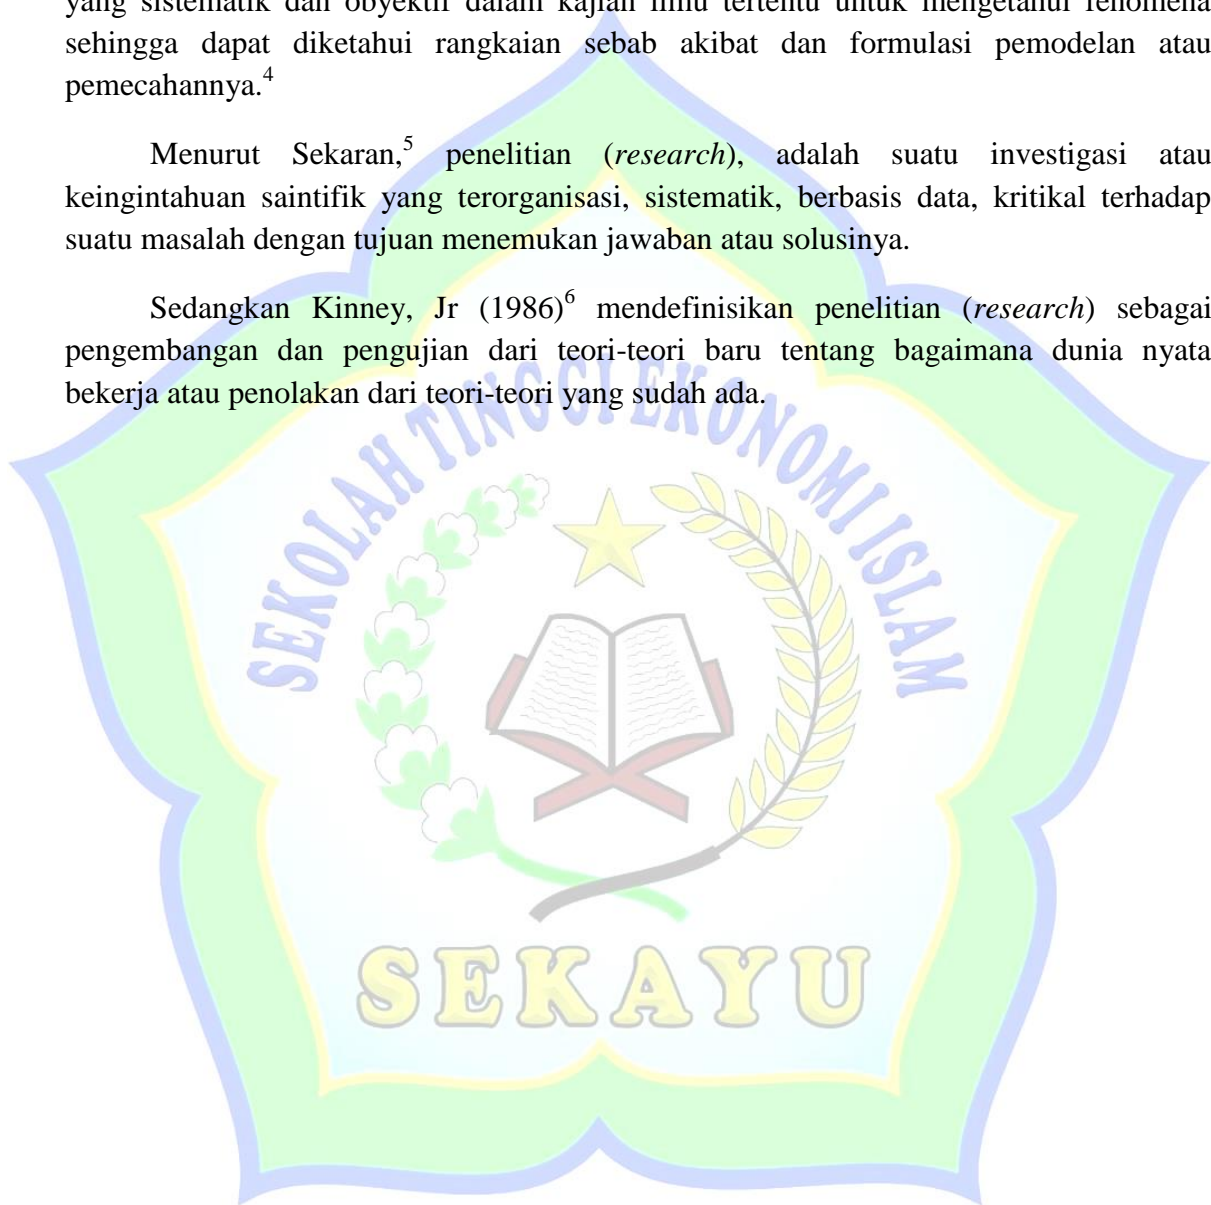 yang sistematik dan obyektif dalam kajian ilmu tertentu untuk mengetahui fenomena
sehingga dapat diketahui rangkaian sebab akibat dan formulasi pemodelan atau
pemecahannya.4
Menurut Sekaran,5 penelitian (research), adalah suatu investigasi atau
keingintahuan saintifik yang terorganisasi, sistematik, berbasis data, kritikal terhadap
suatu masalah dengan tujuan menemukan jawaban atau solusinya.
Sedangkan Kinney, Jr (1986)6 mendefinisikan penelitian (research) sebagai
pengembangan dan pengujian dari teori-teori baru tentang bagaimana dunia nyata
bekerja atau penolakan dari teori-teori yang sudah ada.
SEKOLAH TINGGI EKONOMI ISLAM
SEKAYU